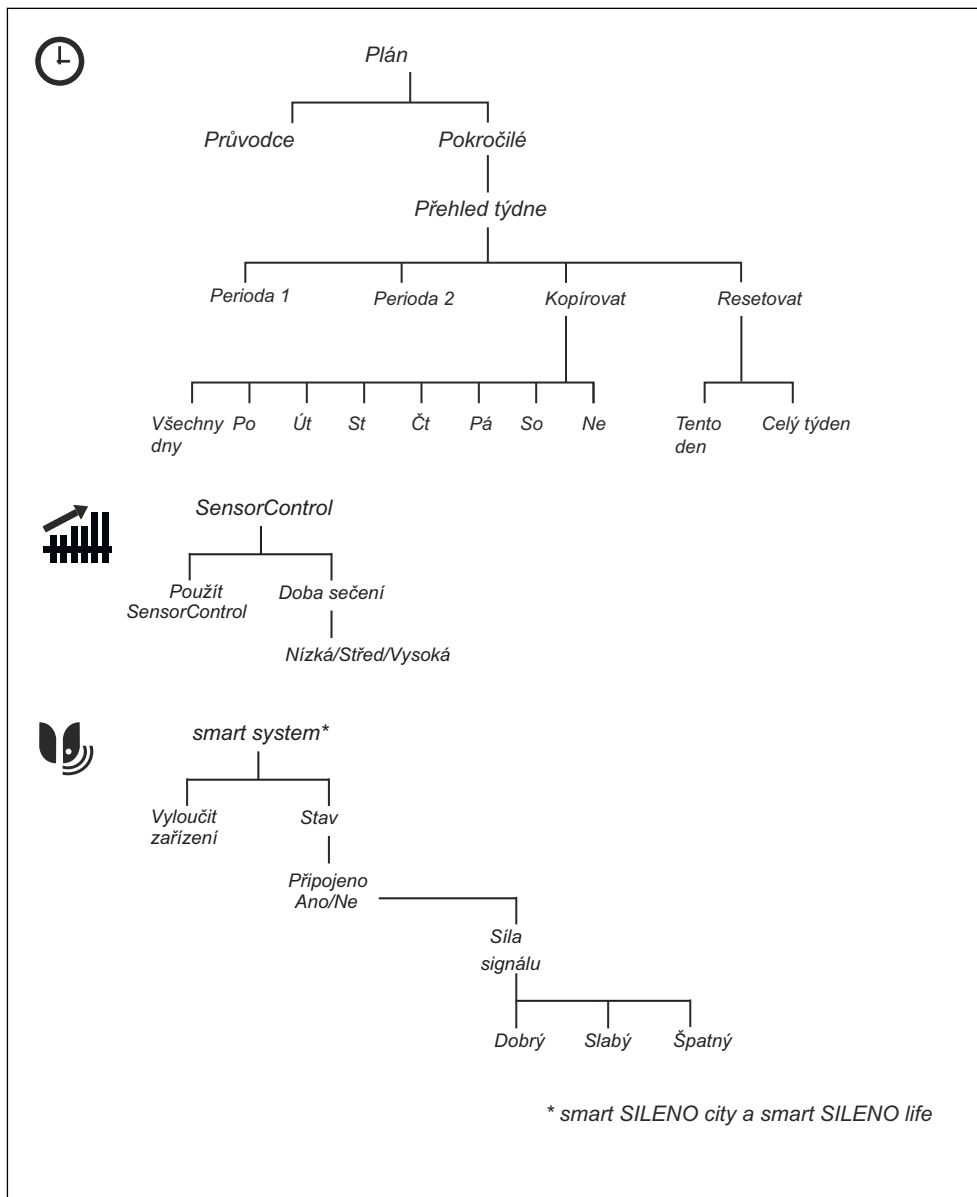 Plán
Průvodce Pokročilé
Přehled týdne
Perioda 1 Perioda 2 Kopírovat Resetovat
Všechny dny Po Út St Čt Pá So Ne Tento den Celý týden
SensorControl
Použít SensorControl Doba sečení
Nízká/Střed/Vysoká
smart system*
Vyloučit zařízení Stav
Připojeno
Ano/Ne
Síla
signálu
Dobrý Slabý Špatný
* smart SILENO city a smart SILENO life